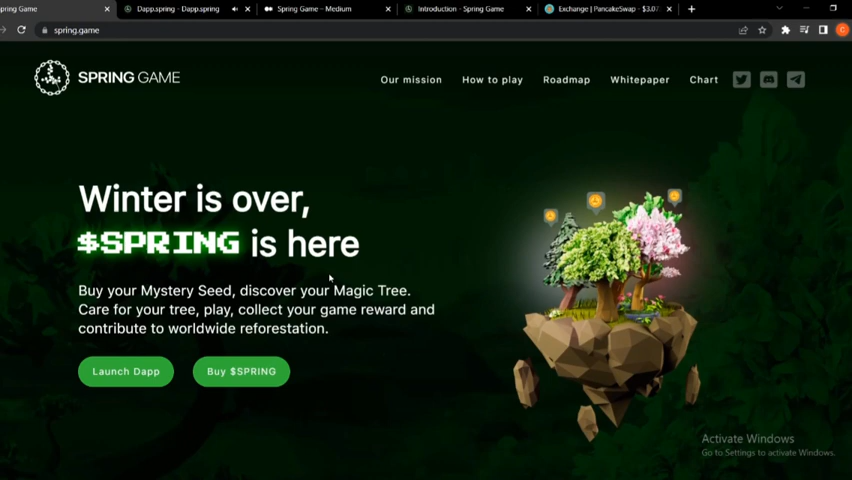 pring Game
Dapp.spring - Dapp.spring
Spring Game – Medium
Introduction - Spring Game
Exchange | PancakeSwap - $3.07
spring.game
C
SPRING GAME
Our mission
How to play
Roadmap
Whitepaper
Chart
Winter is over,
$SPRING is here
Buy your Mystery Seed, discover your Magic Tree.
Care for your tree, play, collect your game reward and
contribute to worldwide reforestation.
Launch Dapp
Buy $SPRING
Activate Windows
Go to Settings to activate Windows.